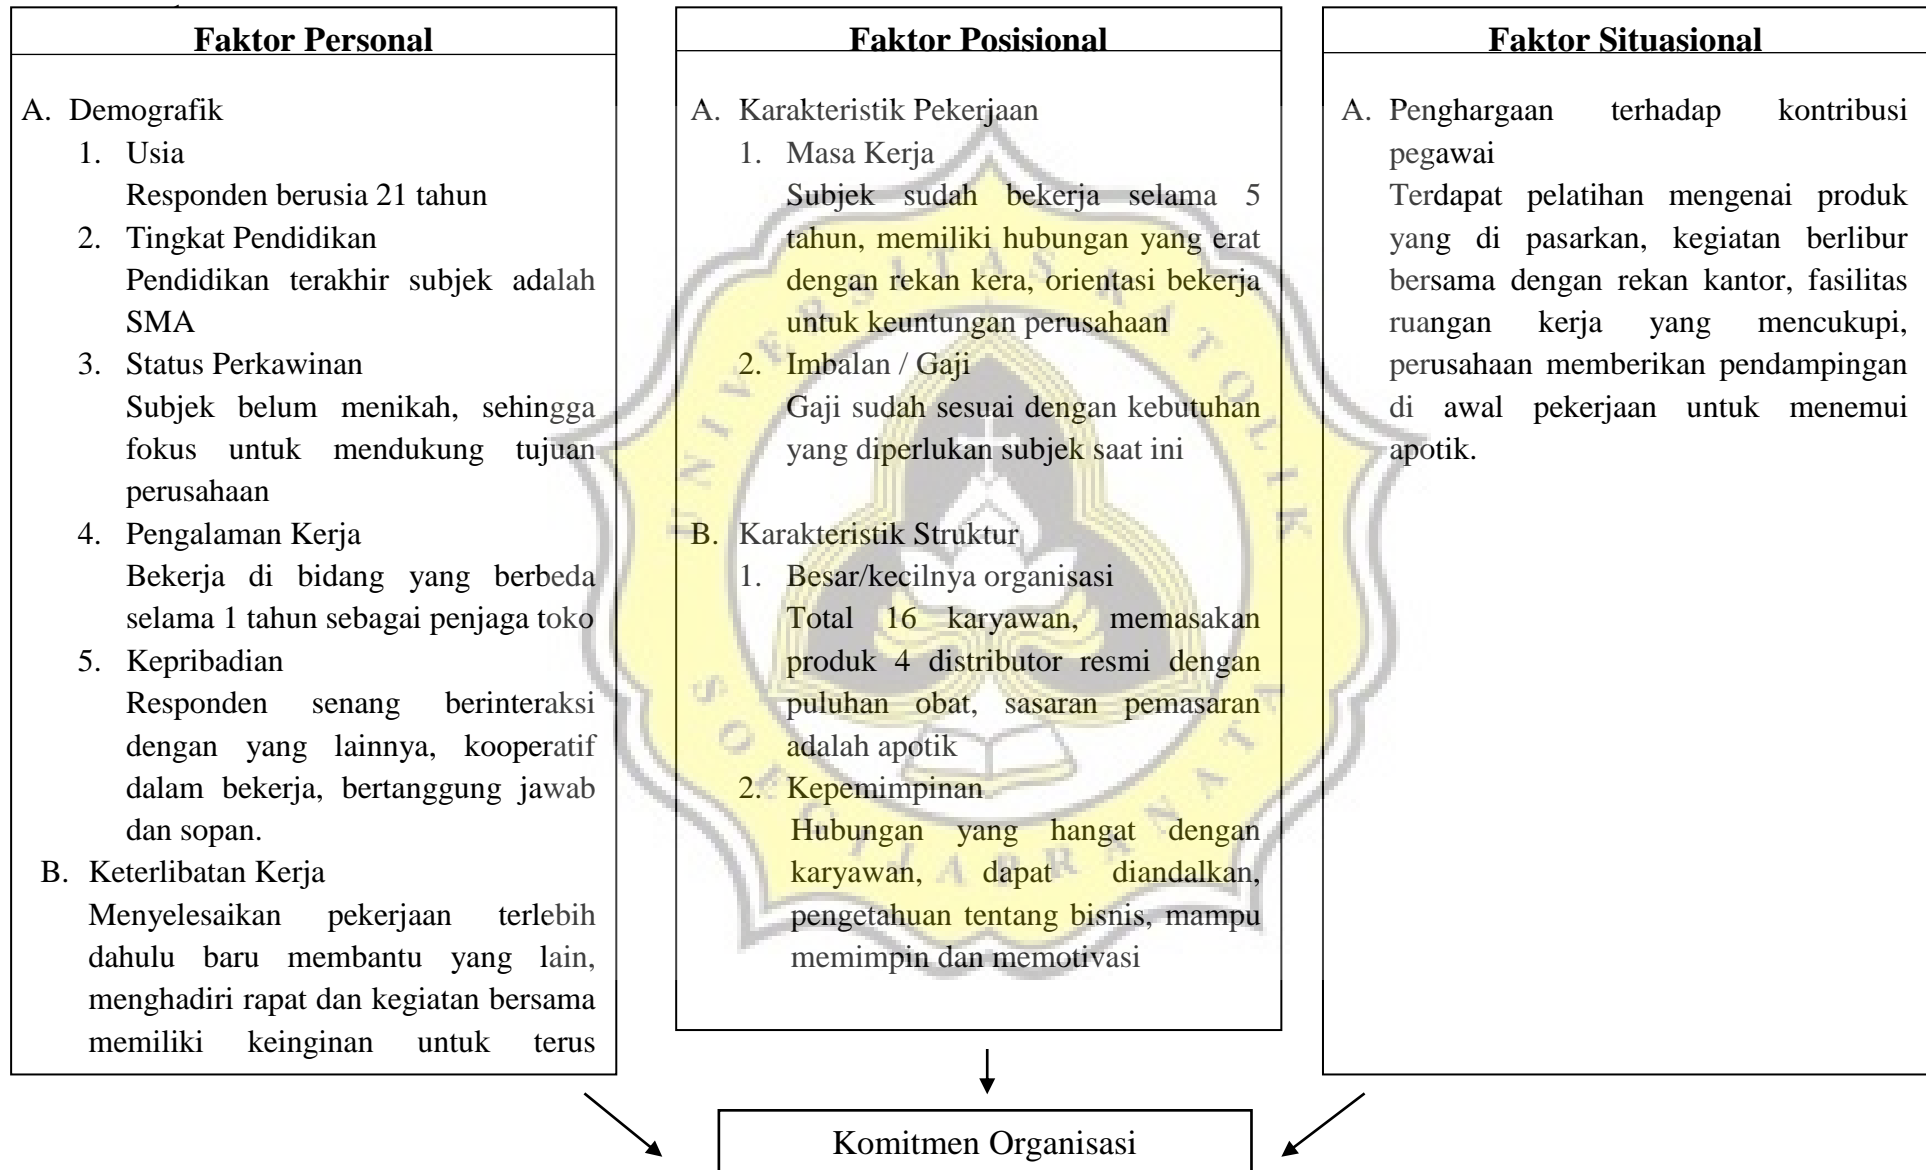 Faktor Personal
A. Demografik
1. Usia
Responden berusia 21 tahun
2. Tingkat Pendidikan
Pendidikan terakhir subjek adalah
SMA
3. Status Perkawinan
Subjek belum menikah, sehingga
fokus untuk mendukung tujuan
perusahaan
4. Pengalaman Kerja
Bekerja di bidang yang berbeda
selama 1 tahun sebagai penjaga toko
5. Kepribadian
Responden senang berinteraksi
dengan yang lainnya, kooperatif
dalam bekerja, bertanggung jawab
dan sopan.
B. Keterlibatan Kerja
Menyelesaikan pekerjaan terlebih
dahulu baru membantu yang lain,
menghadiri rapat dan kegiatan bersama
memiliki keinginan untuk terus
Faktor Posisional
A. Karakteristik Pekerjaan
1. Masa Kerja
Subjek sudah bekerja selama 5
tahun, memiliki hubungan yang erat
dengan rekan kera, orientasi bekerja
untuk keuntungan perusahaan
2. Imbalan / Gaji
Gaji sudah sesuai dengan kebutuhan
yang diperlukan subjek saat ini
B. Karakteristik Struktur
1. Besar/kecilnya organisasi
Total 16 karyawan, memasakan
produk 4 distributor resmi dengan
puluhan obat, sasaran pemasaran
adalah apotik
2. Kepemimpinan
Hubungan yang hangat dengan
karyawan, dapat diandalkan,
pengetahuan tentang bisnis, mampu
memimpin dan memotivasi
Faktor Situasional
A. Penghargaan terhadap kontribusi
pegawai
Terdapat pelatihan mengenai produk
yang di pasarkan, kegiatan berlibur
bersama dengan rekan kantor, fasilitas
ruangan kerja yang mencukupi,
perusahaan memberikan pendampingan
di awal pekerjaan untuk menemui
apotik.
Komitmen Organisasi
UNIVERSITAS KATOLIK
SOEGIJAPRANATA